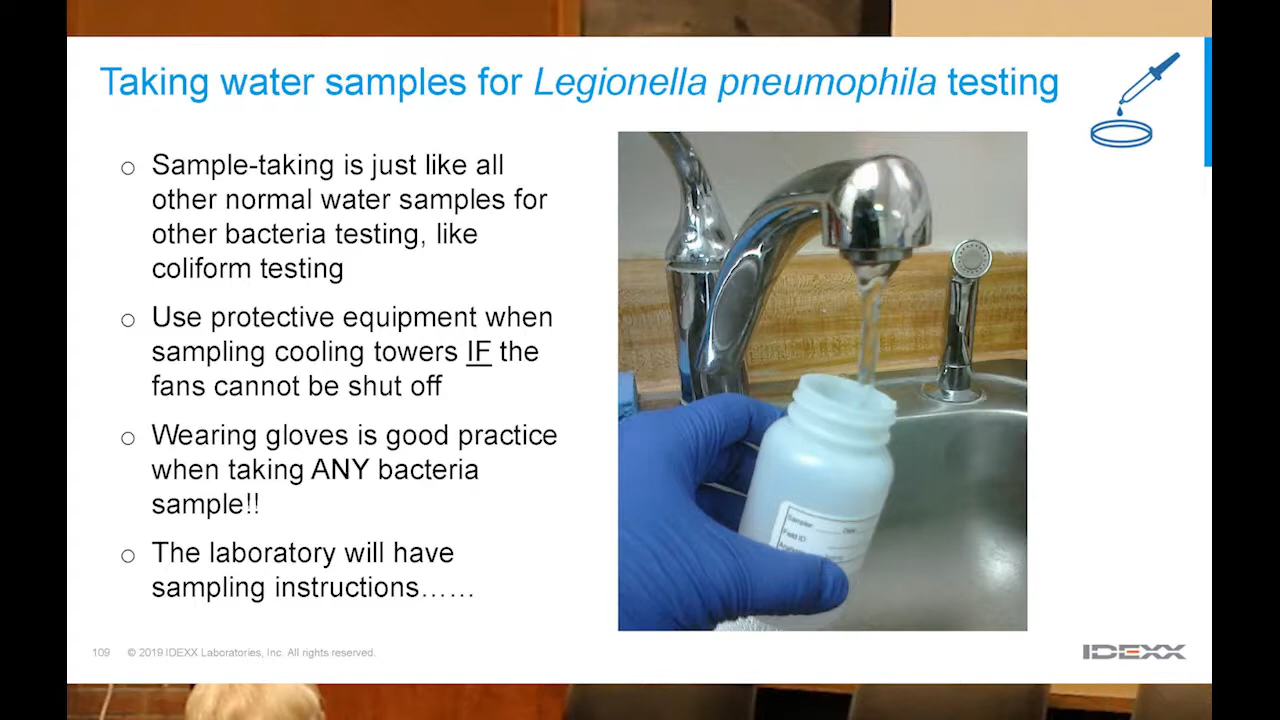 Taking water samples for Legionella pneumophila testing
o Sample-taking is just like all
other normal water samples for
other bacteria testing, like
coliform testing
o Use protective equipment when
sampling cooling towers IF the
fans cannot be shut off
o Wearing gloves is good practice
when taking ANY bacteria
sample!!
o The laboratory will have
sampling instructions……
Sampler:
Field ID:
109 © 2019 IDEXX Laboratories, Inc. All rights reserved.
IDEXX